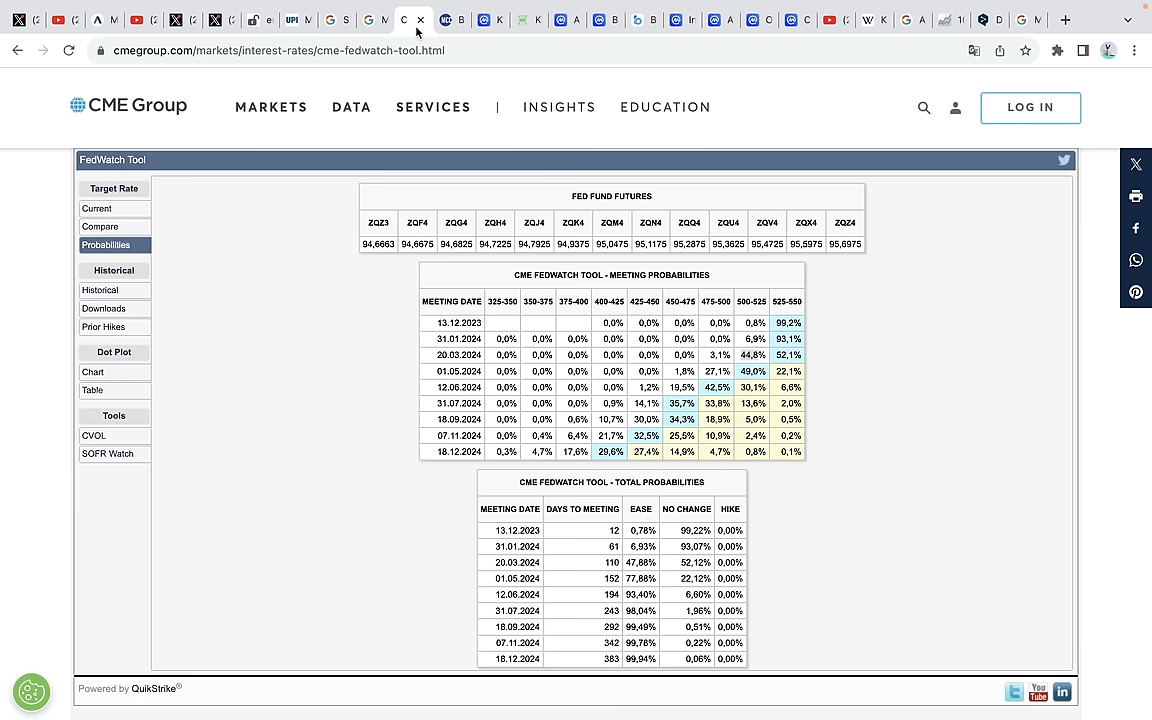 (2 (2 M (2 (2 (2 er UPI M S M C B K K A B B Ir A O C (2 K A 1( D M
cmegroup.com/markets/interest-rates/cme-fedwatch-tool.html
CME Group MARKETS DATA SERVICES | INSIGHTS EDUCATION LOG IN
FedWatch Tool
Target Rate
Current
Compare
Probabilities
Historical
Historical
Downloads
Prior Hikes
Dot Plot
Chart
Table
Tools
CVOL
SOFR Watch
FED FUND FUTURES
ZQZ3 ZQF4 ZQG4 ZQH4 ZQJ4 ZQK4 ZQM4 ZQN4 ZQQ4 ZQU4 ZQV4 ZQX4 ZQZ4
94,6663 94,6675 94,6825 94,7225 94,7925 94,9375 95,0475 95,1175 95,2875 95,3625 95,4725 95,5975 95,6975
CME FEDWATCH TOOL - MEETING PROBABILITIES
MEETING DATE 325-350 350-375 375-400 400-425 425-450 450-475 475-500 500-525 525-550
13.12.2023 0,0% 0,0% 0,0% 0,0% 0,8% 99,2%
31.01.2024 0,0% 0,0% 0,0% 0,0% 0,0% 0,0% 0,0% 6,9% 93,1%
20.03.2024 0,0% 0,0% 0,0% 0,0% 0,0% 0,0% 3,1% 44,8% 52,1%
01.05.2024 0,0% 0,0% 0,0% 0,0% 0,0% 1,8% 27,1% 49,0% 22,1%
12.06.2024 0,0% 0,0% 0,0% 0,0% 1,2% 19,5% 42,5% 30,1% 6,6%
31.07.2024 0,0% 0,0% 0,0% 0,9% 14,1% 35,7% 33,8% 13,6% 2,0%
18.09.2024 0,0% 0,0% 0,6% 10,7% 30,0% 34,3% 18,9% 5,0% 0,5%
07.11.2024 0,0% 0,4% 6,4% 21,7% 32,5% 25,5% 10,9% 2,4% 0,2%
18.12.2024 0,3% 4,7% 17,6% 29,6% 27,4% 14,9% 4,7% 0,8% 0,1%
CME FEDWATCH TOOL - TOTAL PROBABILITIES
MEETING DATE DAYS TO MEETING EASE NO CHANGE HIKE
13.12.2023 12 0,78% 99,22% 0,00%
31.01.2024 61 6,93% 93,07% 0,00%
20.03.2024 110 47,88% 52,12% 0,00%
01.05.2024 152 77,88% 22,12% 0,00%
12.06.2024 194 93,40% 6,60% 0,00%
31.07.2024 243 98,04% 1,96% 0,00%
18.09.2024 292 99,49% 0,51% 0,00%
07.11.2024 342 99,78% 0,22% 0,00%
18.12.2024 383 99,94% 0,06% 0,00%
Powered by QuikStrike®
You Tube
in